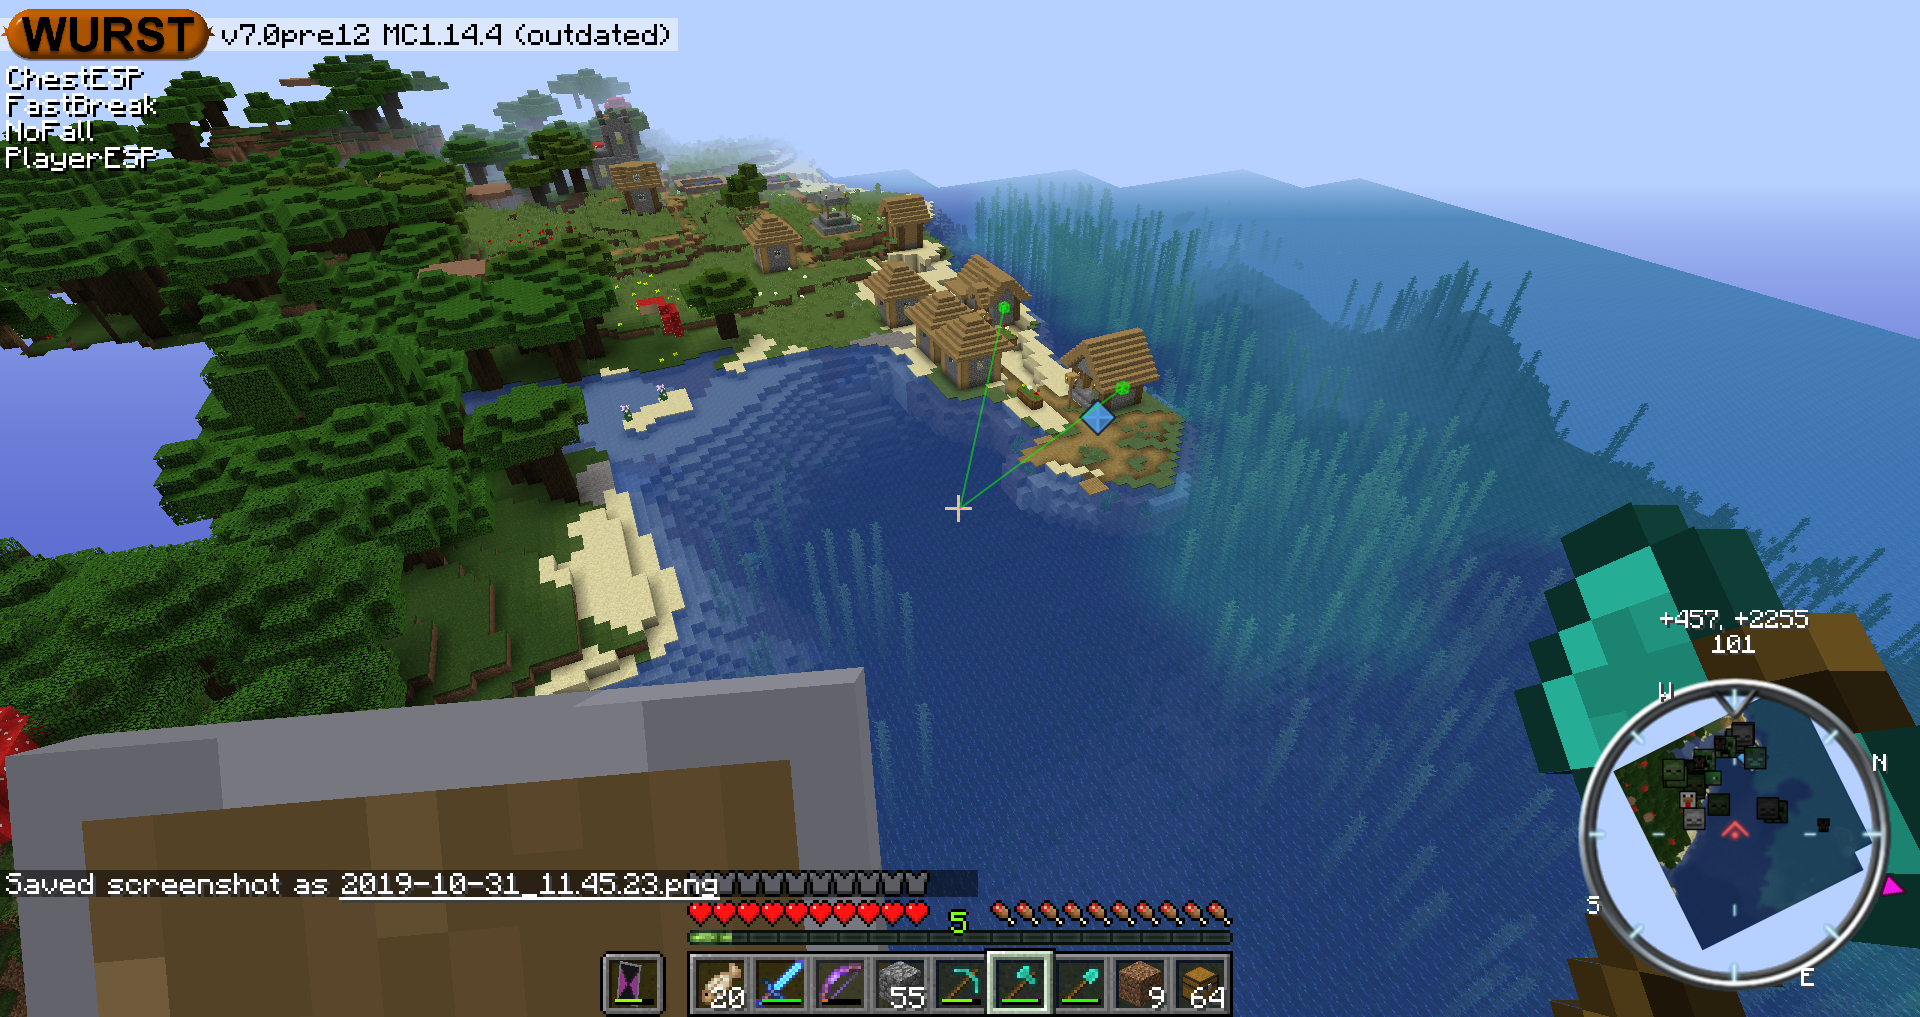 WURST v7.0pre12 MC1.14.4 (outdated)
ChestESP
FastBreak
NoFall
PlayerESP
+457, +2255
101
W
N
S
E
Saved screenshot as 2019-10-31_11.45.23.png
5
20
55
9
64